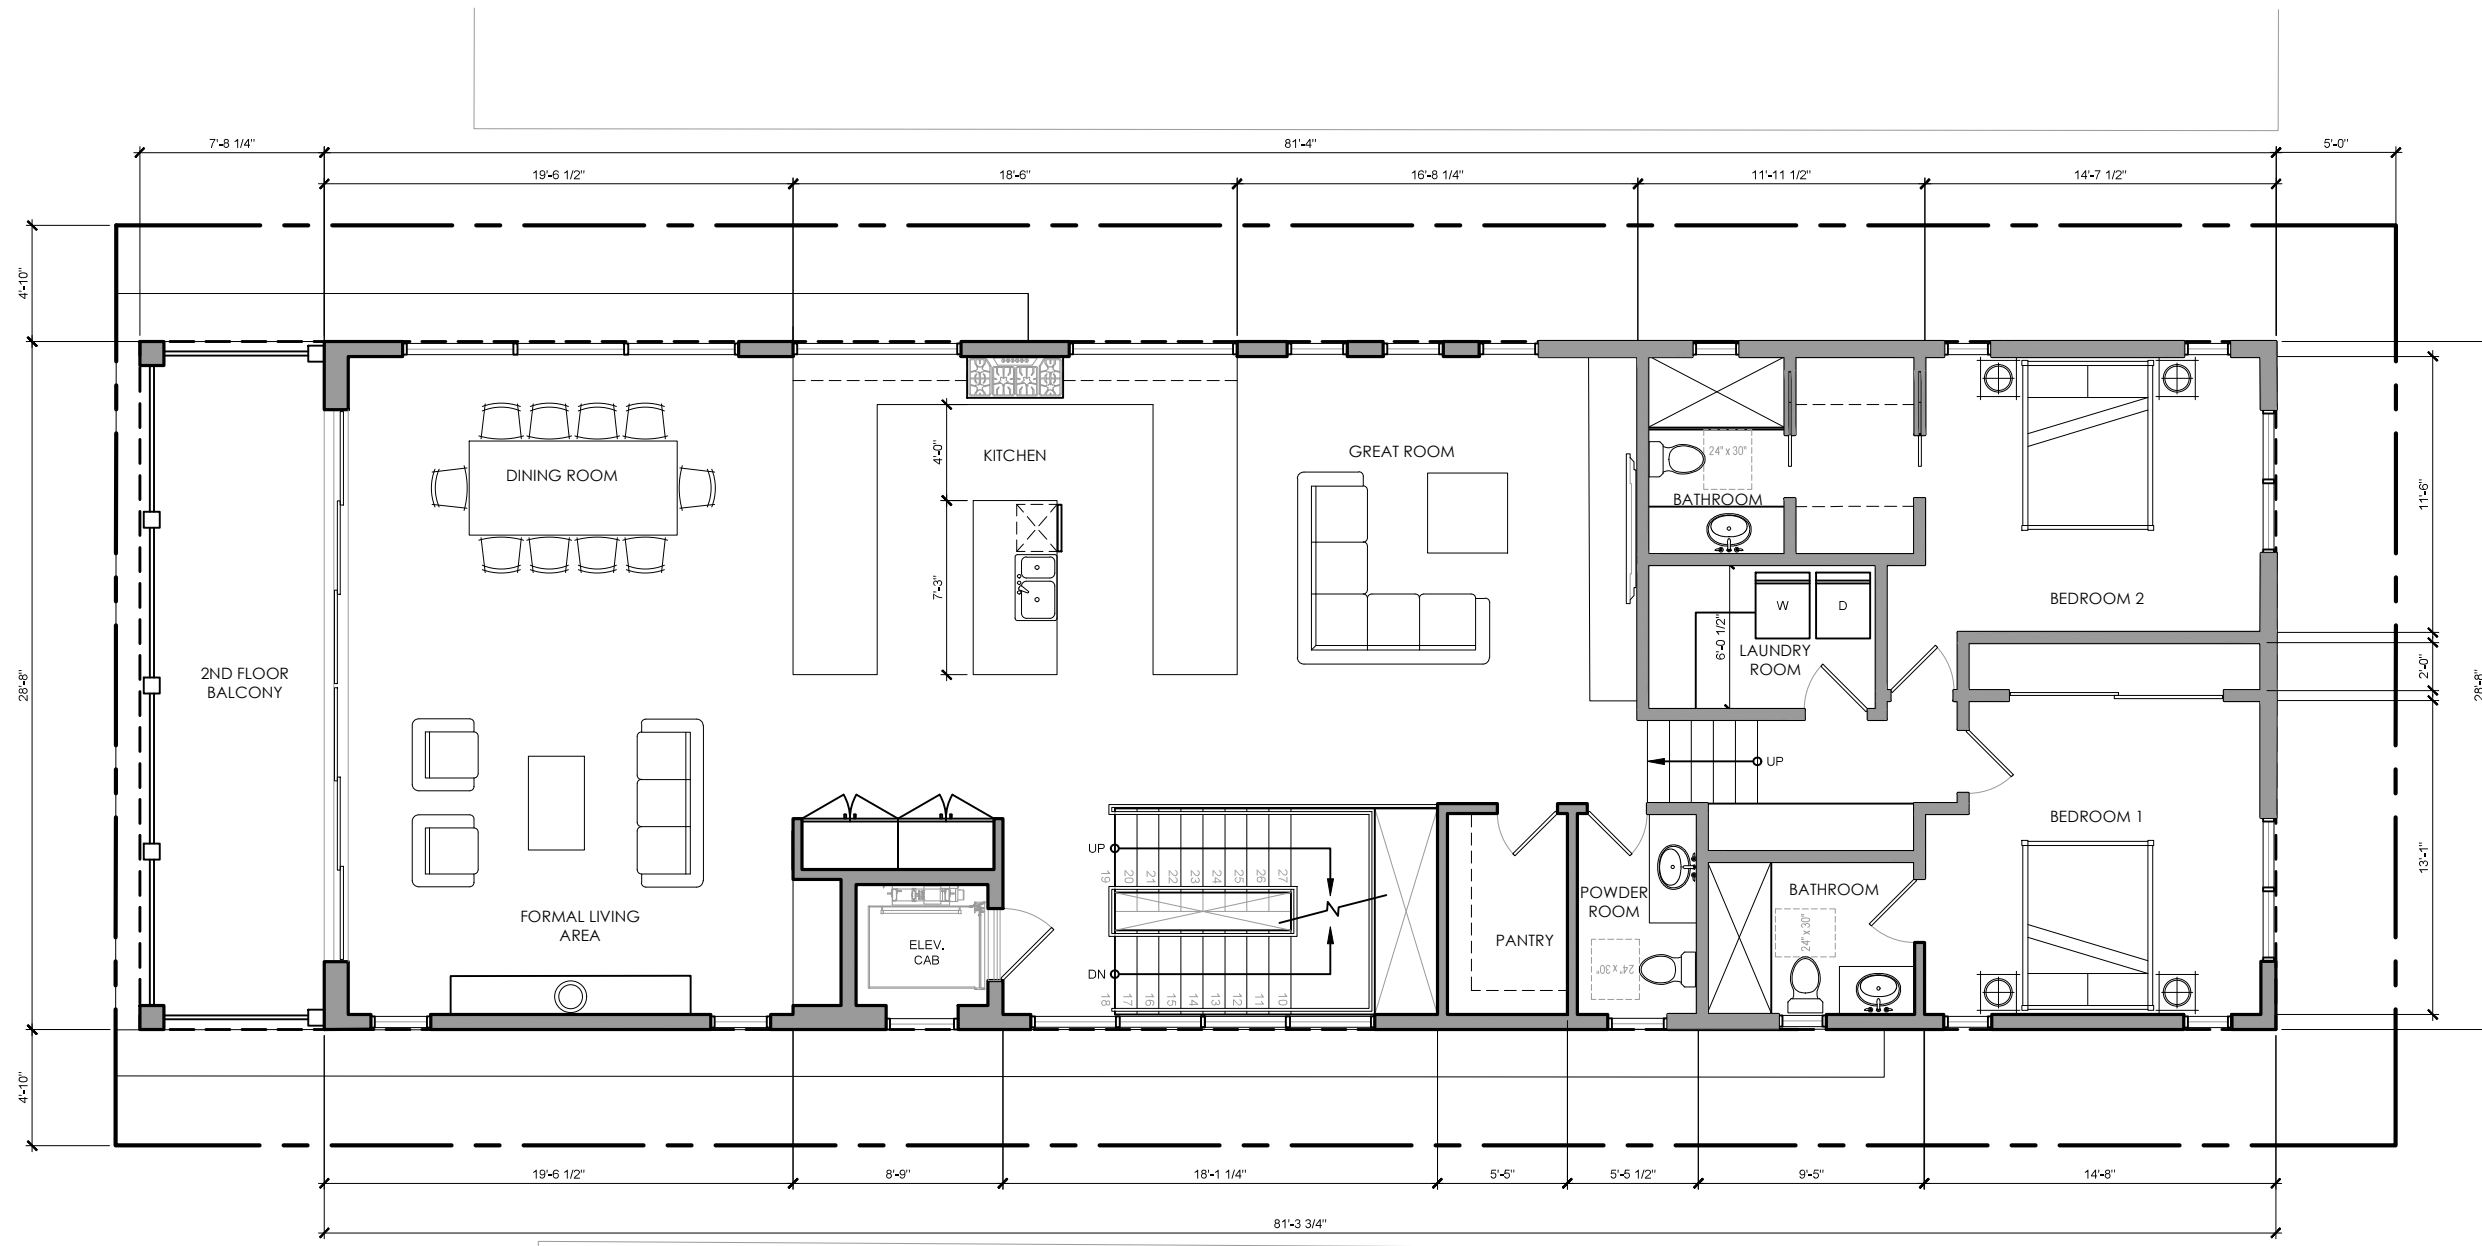 7'-8 1/4"
81'-4"
5'-0"
19'-6 1/2"
18'-6"
16'-8 1/4"
11'-11 1/2"
14'-7 1/2"
4'-10"
28'-8"
4'-10"
DINING ROOM
KITCHEN
4'-0"
7'-3"
GREAT ROOM
24" x 30"
BATHROOM
W
D
6'-0 1/2"
LAUNDRY
ROOM
BEDROOM 2
11'-6"
2'-0"
13'-1"
28'-8"
2ND FLOOR
BALCONY
UP
BEDROOM 1
FORMAL LIVING
AREA
ELEV.
CAB
UP
19
20
21
22
23
24
25
26
27
DN
18
17
16
15
14
13
12
11
10
PANTRY
POWDER
ROOM
24" x 30"
BATHROOM
24" x 30"
19'-6 1/2"
8'-9"
18'-1 1/4"
5'-5"
5'-5 1/2"
9'-5"
14'-8"
81'-3 3/4"